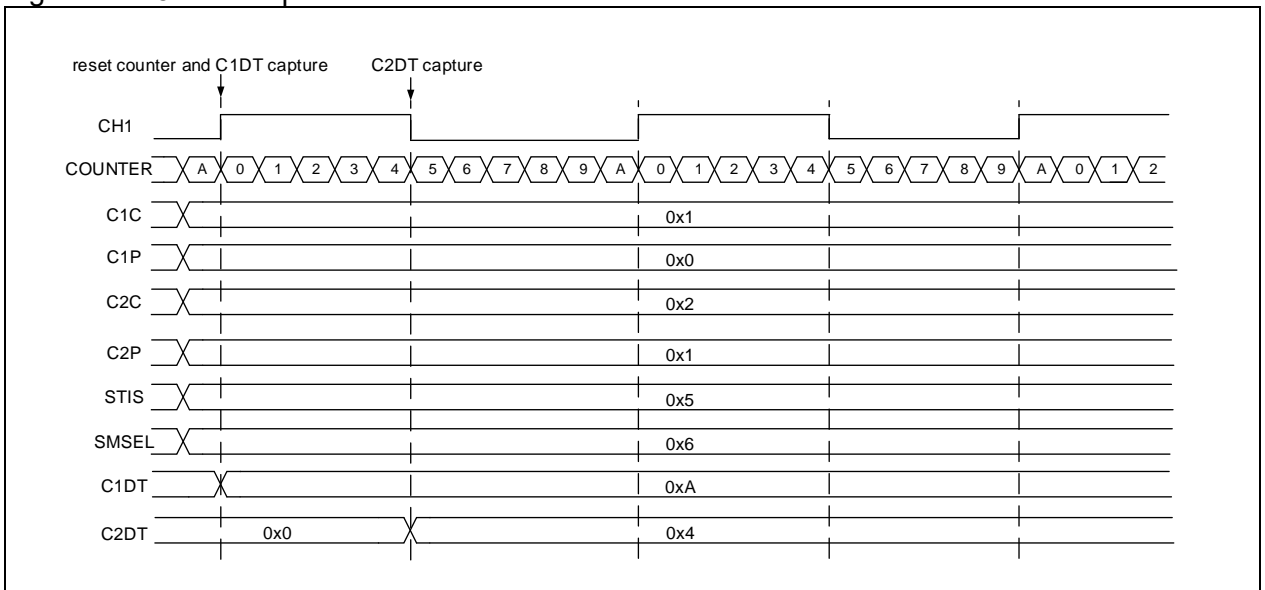 reset counter and C1DT capture C2DT capture
CH1
COUNTER A 0 1 2 3 4 5 6 7 8 9 A 0 1 2 3 4 5 6 7 8 9 A 0 1 2
C1C 0x1
C1P 0x0
C2C 0x2
C2P 0x1
STIS 0x5
SMSEL 0x6
C1DT 0xA
C2DT 0x0 0x4